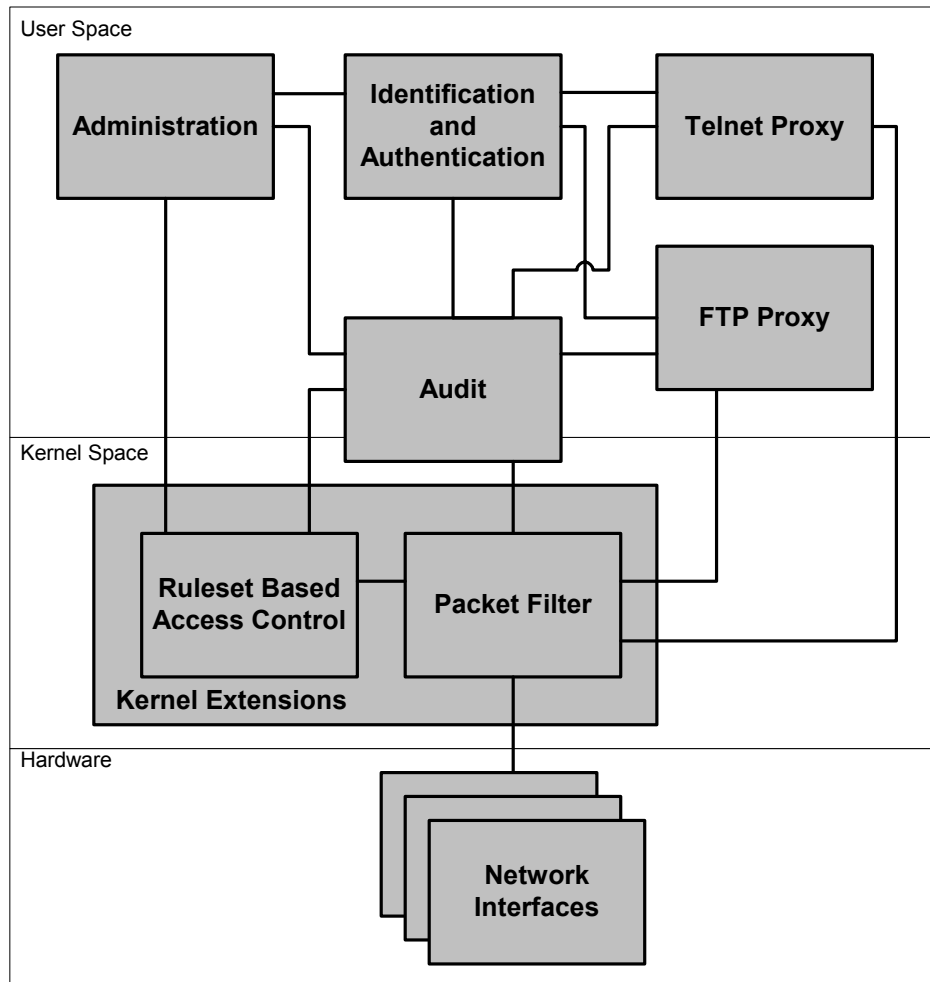 User Space
Administration
Identification
and
Authentication
Telnet Proxy
FTP Proxy
Audit
Kernel Space
Ruleset Based
Access Control
Packet Filter
Kernel Extensions
Hardware
Network
Interfaces